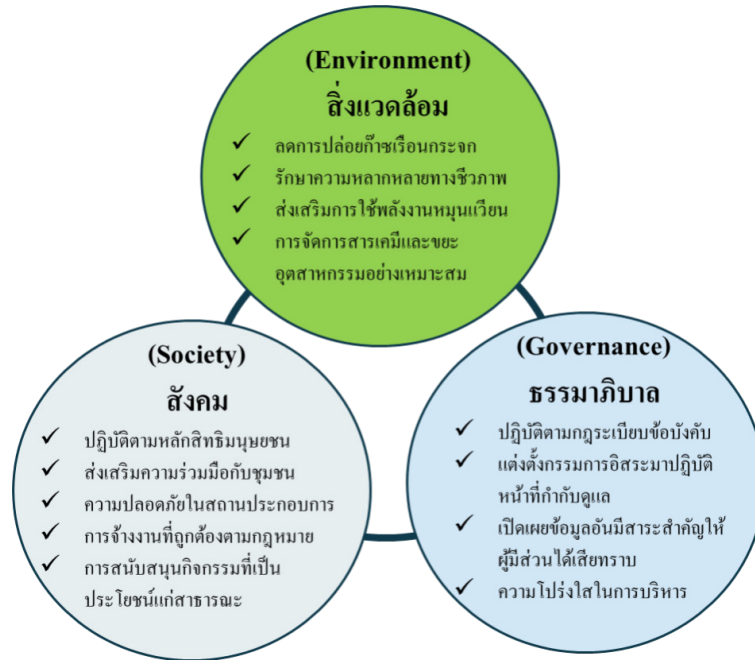 (Environment)
สิ่งแวดล้อม
✓ ลดการปล่อยก๊าซเรือนกระจก
✓ รักษาความหลากหลายทางชีวภาพ
✓ ส่งเสริมการใช้พลังงานหมุนเวียน
✓ การจัดการสารเคมีและขยะ
อุตสาหกรรมอย่างเหมาะสม
(Society)
สังคม
✓ ปฏิบัติตามหลักสิทธิมนุษยชน
✓ ส่งเสริมความร่วมมือกับชุมชน
✓ ความปลอดภัยในสถานประกอบการ
✓ การจ้างงานที่ถูกต้องตามกฎหมาย
✓ การสนับสนุนกิจกรรมที่เป็น
ประโยชน์แก่สาธารณะ
(Governance)
ธรรมาภิบาล
✓ ปฏิบัติตามกฎระเบียบข้อบังคับ
✓ แต่งตั้งกรรมการอิสระมาปฏิบัติ
หน้าที่กำกับดูแล
✓ เปิดเผยข้อมูลอันมีสาระสำคัญให้
ผู้มีส่วนได้เสียทราบ
✓ ความโปร่งใสในการบริหาร